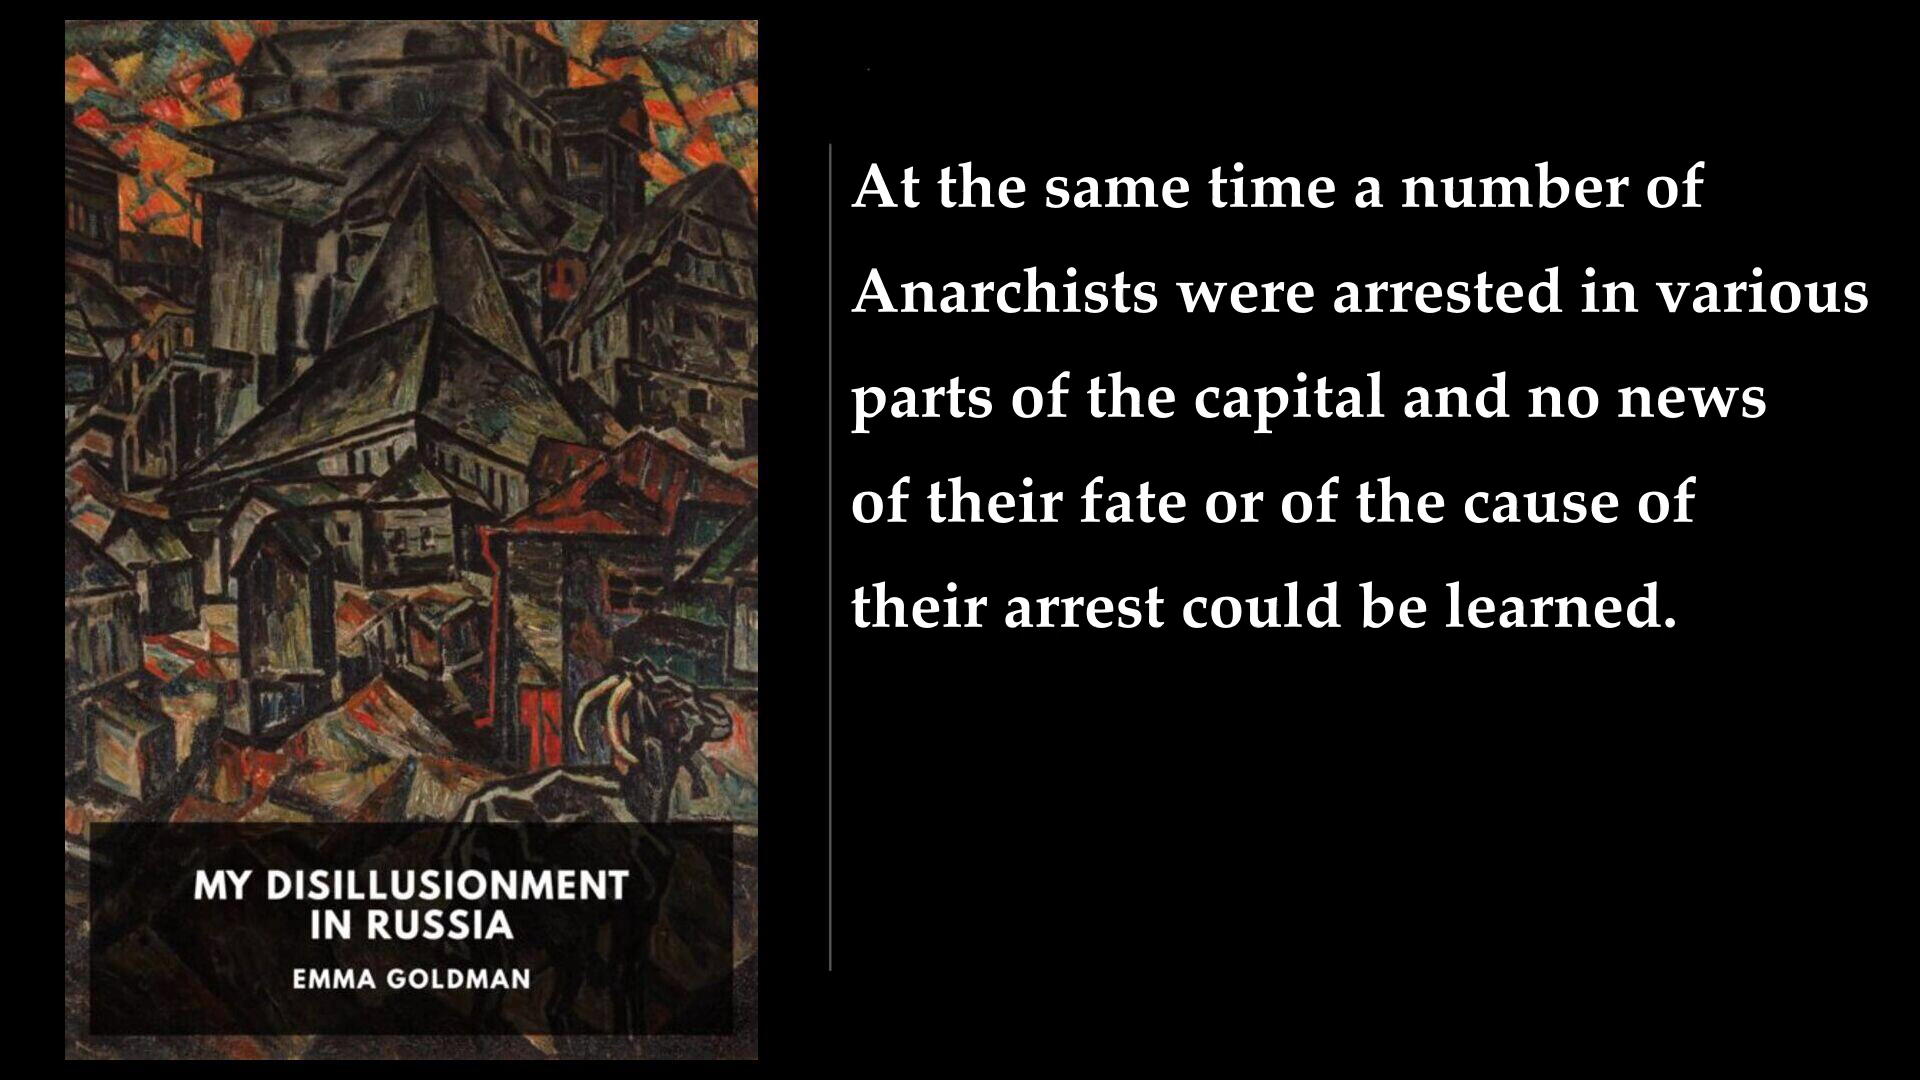 At the same time a number of
Anarchists were arrested in various
parts of the capital and no news
of their fate or of the cause of
their arrest could be learned.
MY DISILLUSIONMENT
IN RUSSIA
EMMA GOLDMAN